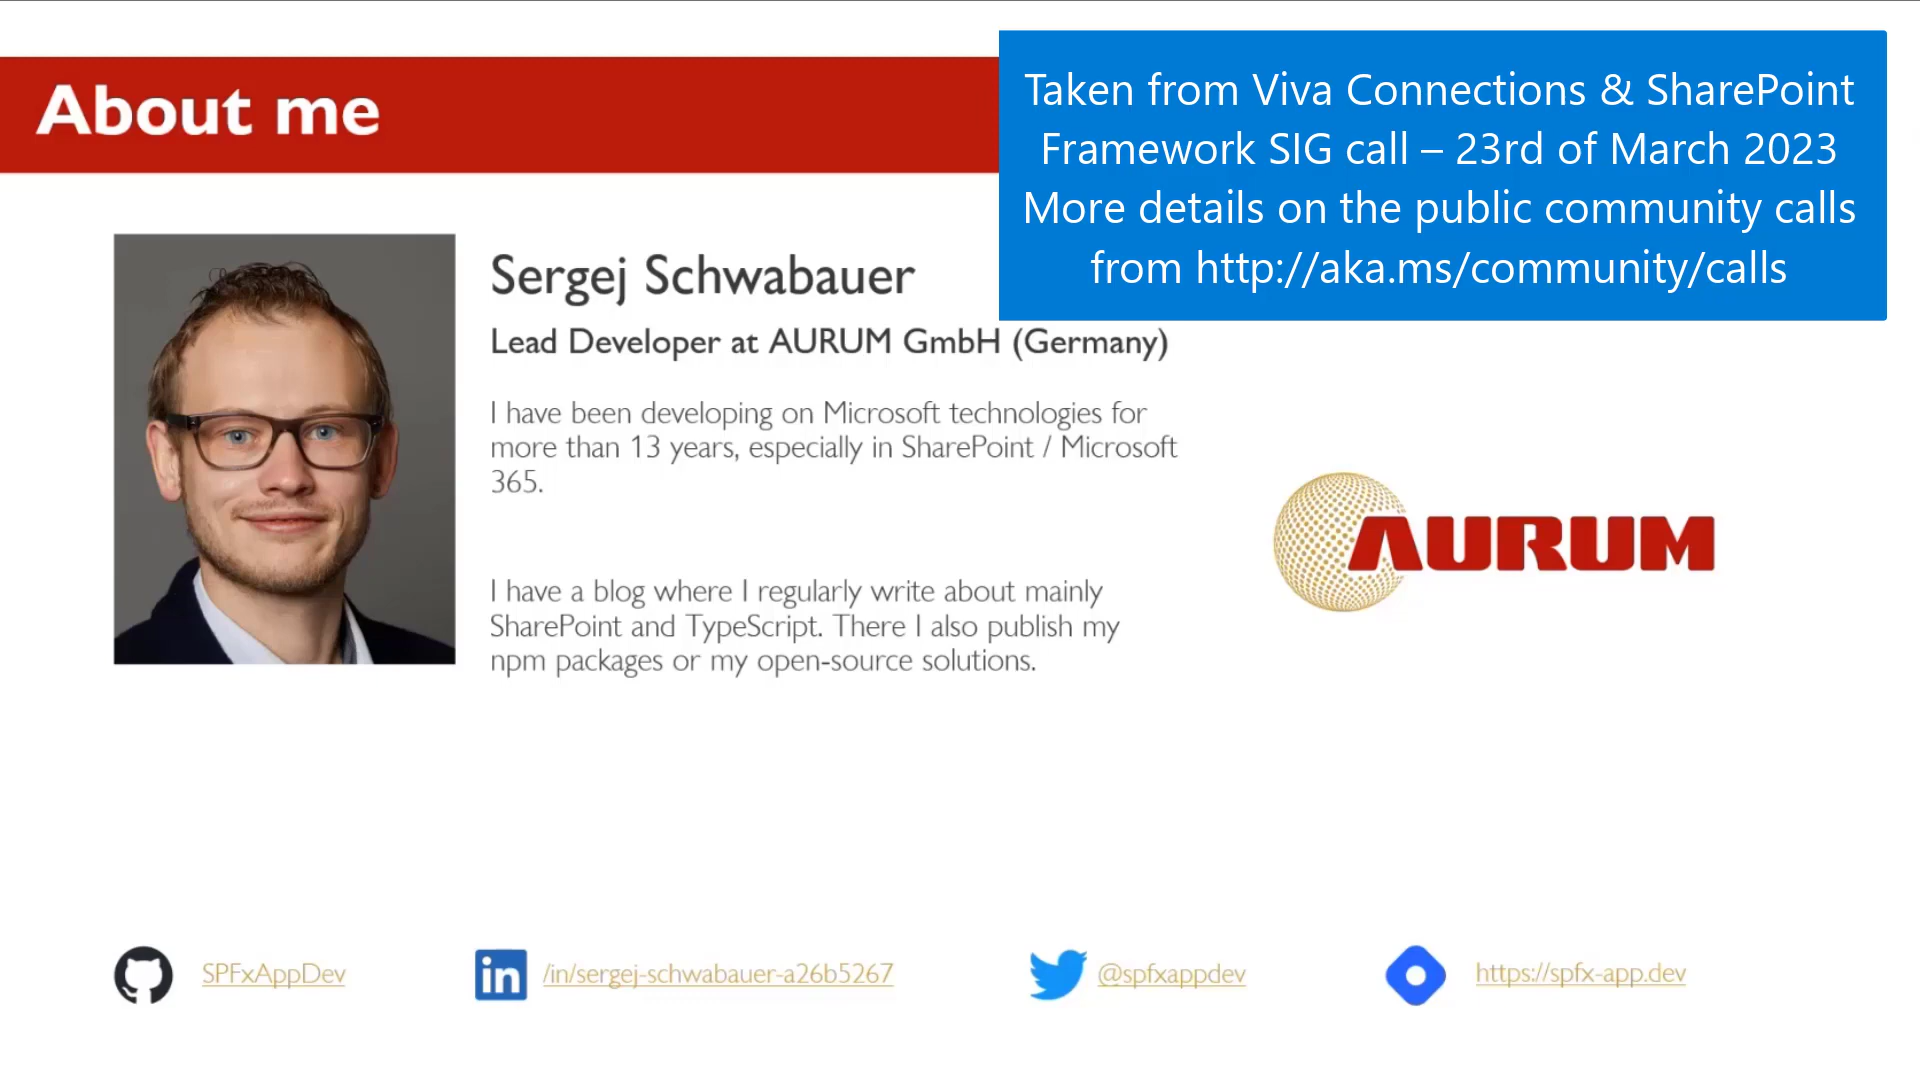 About me
Taken from Viva Connections & SharePoint
Framework SIG call – 23rd of March 2023
More details on the public community calls
from http://aka.ms/community/calls
Sergej Schwabauer
Lead Developer at AURUM GmbH (Germany)
I have been developing on Microsoft technologies for
more than 13 years, especially in SharePoint / Microsoft
365.
I have a blog where I regularly write about mainly
SharePoint and TypeScript. There I also publish my
npm packages or my open-source solutions.
AURUM
SPFxAppDev
in
/in/sergej-schwabauer-a26b5267
@spfxappdev
https://spfx-app.dev